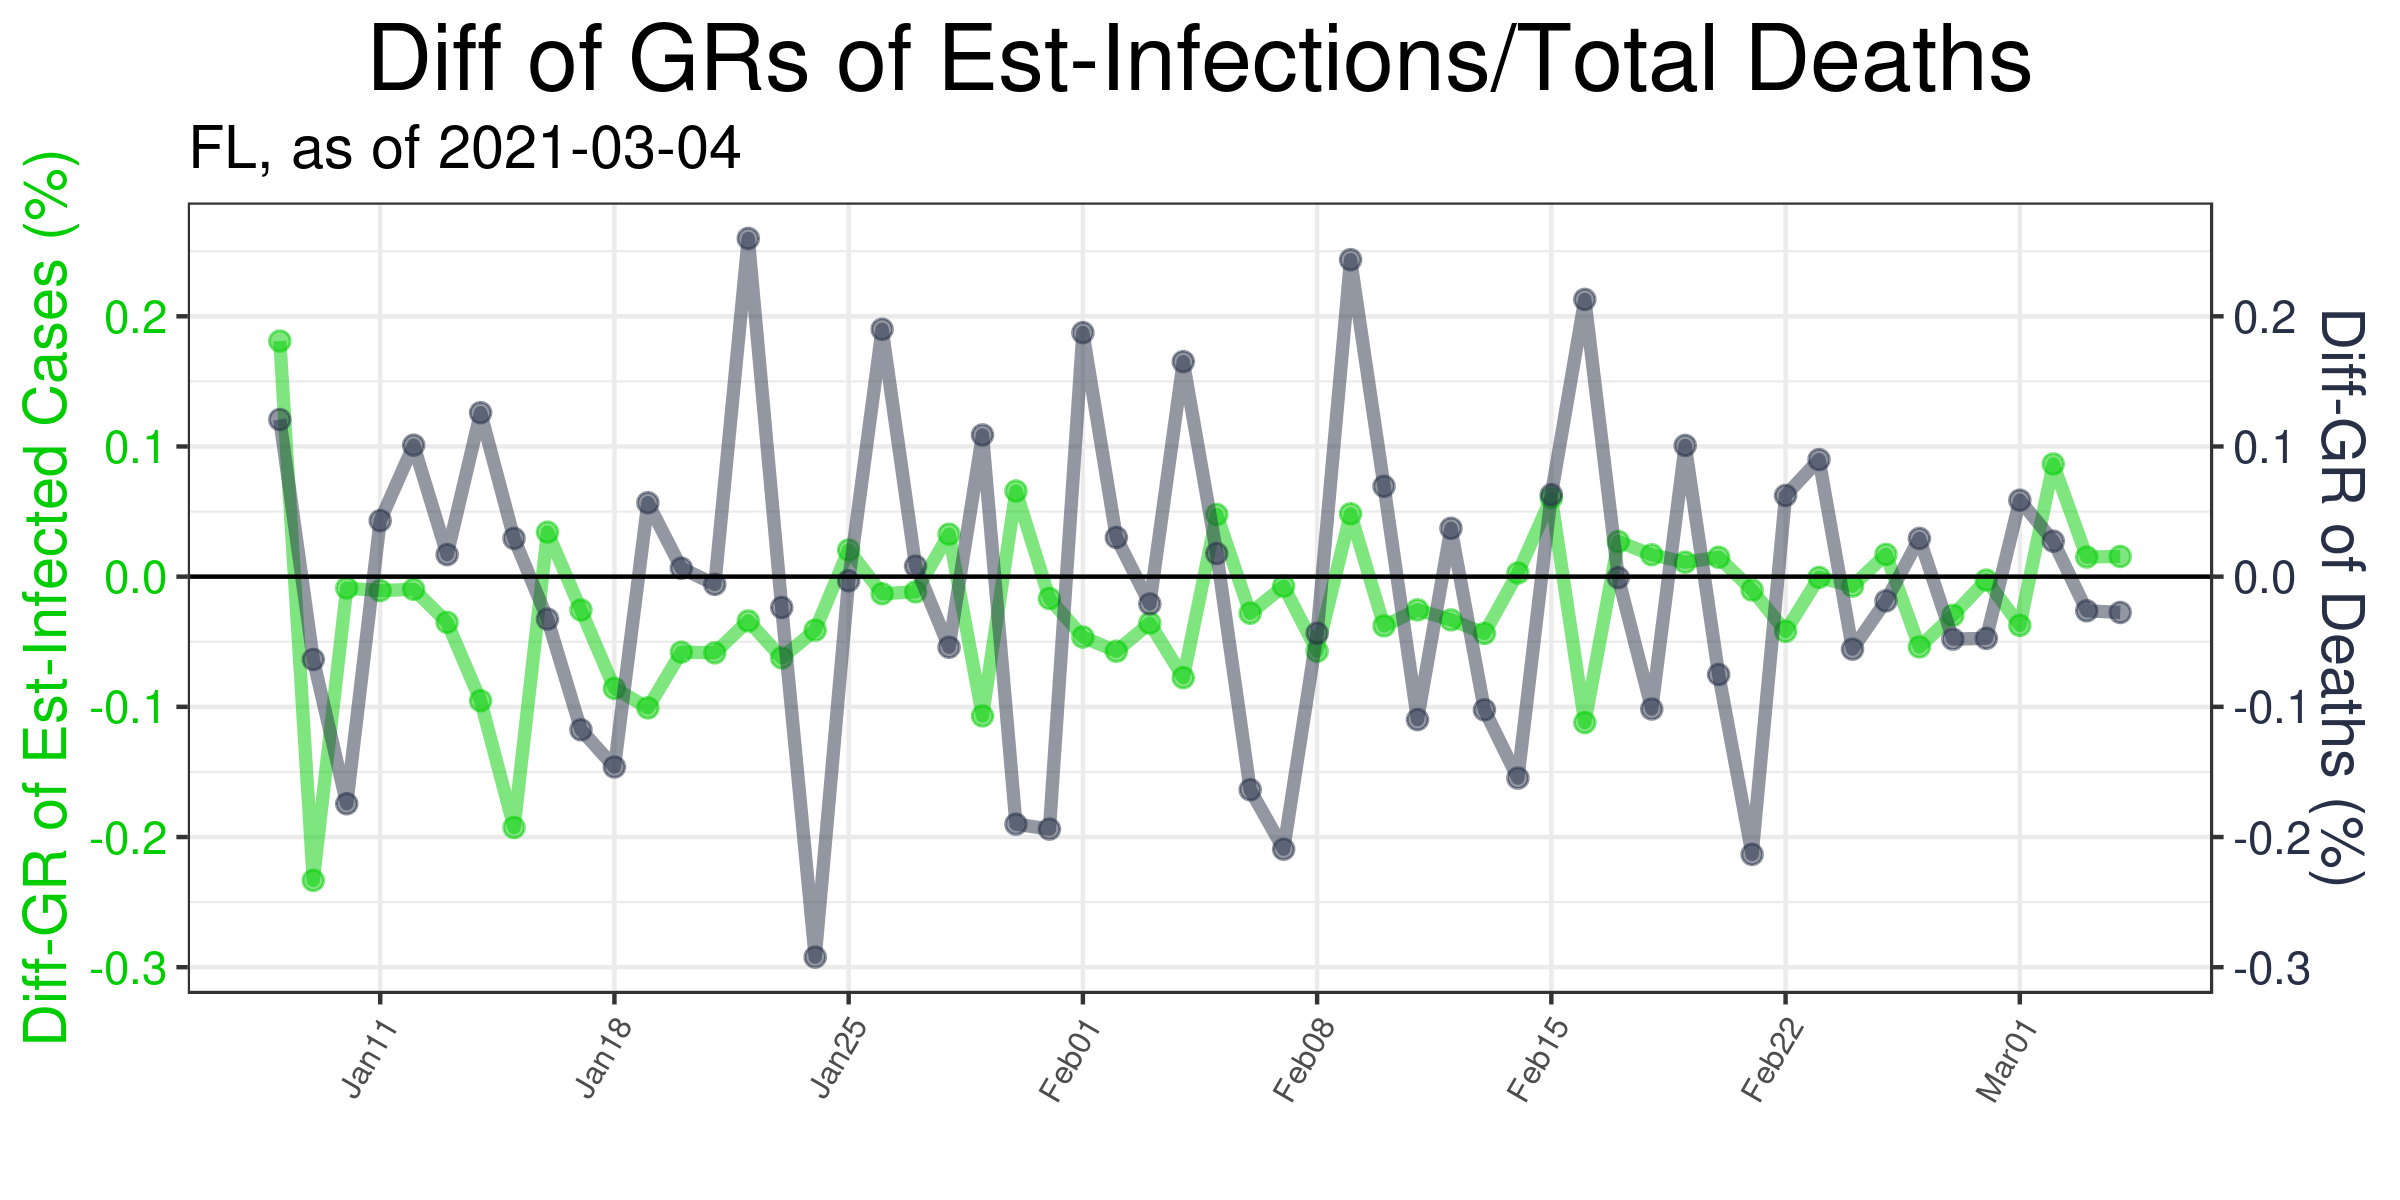 Diff of GRs of Est-Infections/Total Deaths
FL, as of 2021-03-04
Diff-GR of Est-Infected Cases (%)
0.2
0.1
0.0
-0.1
-0.2
-0.3
0.2
0.1
0.0
-0.1
-0.2
-0.3
Diff-GR of Deaths (%)
Jan11
Jan18
Jan25
Feb01
Feb08
Feb15
Feb22
Mar01